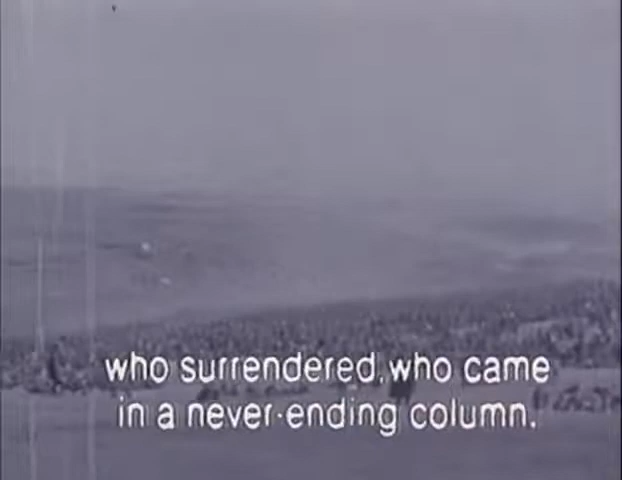 who surrendered, who came
in a never-ending column.